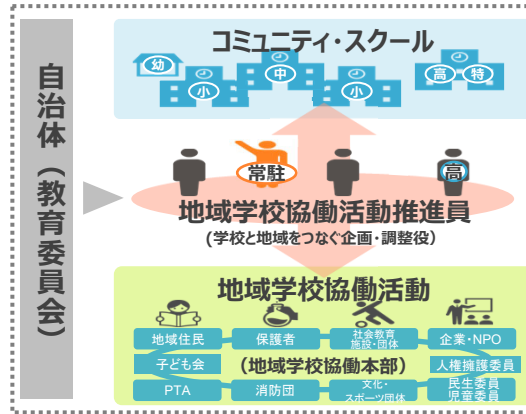 自治体（教育委員会）
コミュニティ・スクール
幼
小
中
小
高
特
常駐
高
地域学校協働活動推進員
(学校と地域をつなぐ企画・調整役)
地域学校協働活動
地域住民
保護者
社会教育
施設・団体
企業・NPO
子ども会
(地域学校協働本部)
人権擁護委員
PTA
消防団
文化・
スポーツ団体
民生委員
児童委員